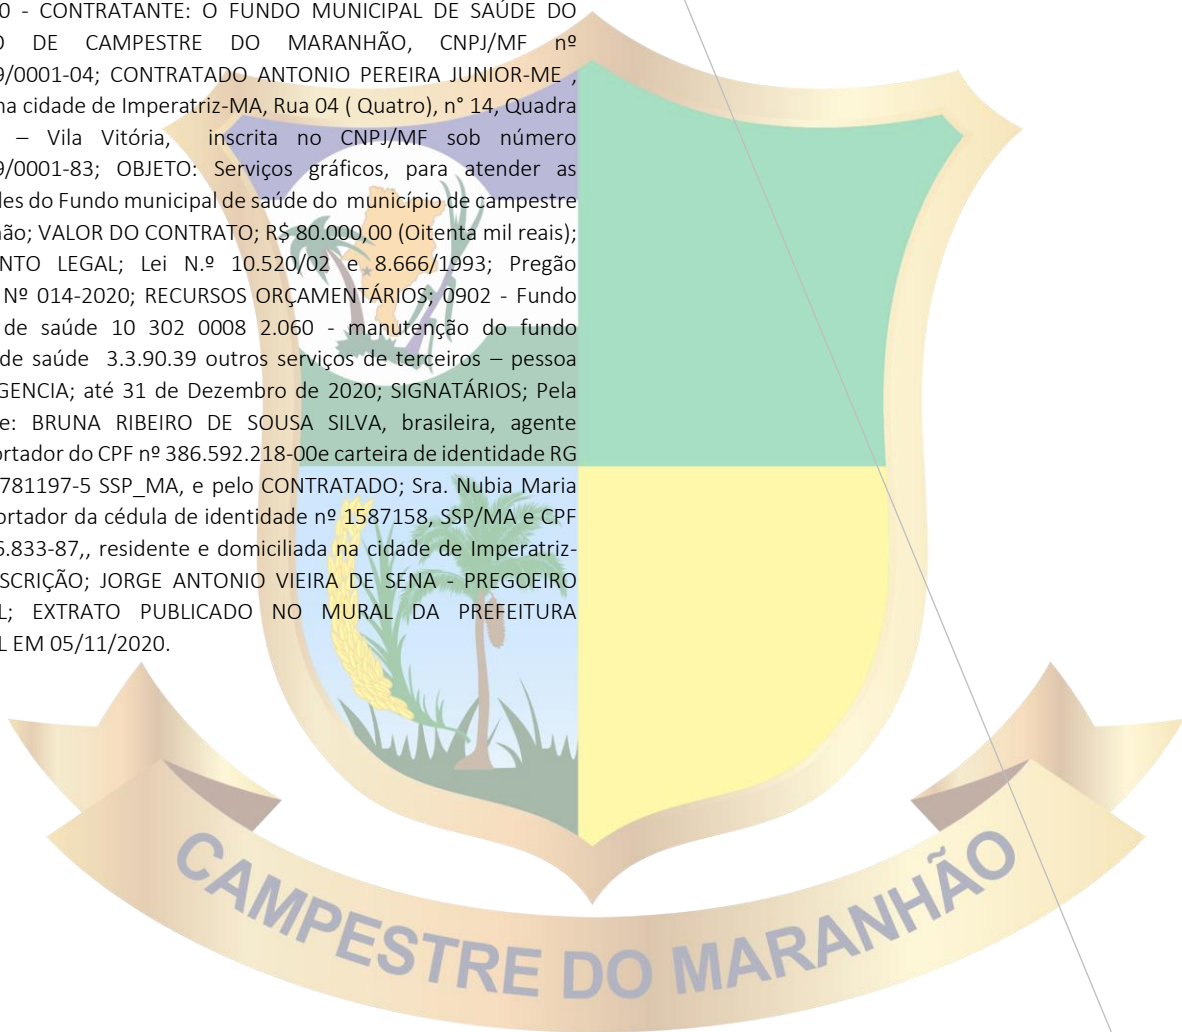 0 - CONTRATANTE: O FUNDO MUNICIPAL DE SAÚDE DO
O DE CAMPESTRE DO MARANHÃO, CNPJ/MF nº
9/0001-04; CONTRATADO ANTONIO PEREIRA JUNIOR-ME ,
na cidade de Imperatriz-MA, Rua 04 ( Quatro), n° 14, Quadra
– Vila Vitória, inscrita no CNPJ/MF sob número
9/0001-83; OBJETO: Serviços gráficos, para atender as
des do Fundo municipal de saúde do município de campestre
não; VALOR DO CONTRATO; R$ 80.000,00 (Oitenta mil reais);
NTO LEGAL; Lei N.º 10.520/02 e 8.666/1993; Pregão
Nº 014-2020; RECURSOS ORÇAMENTÁRIOS; 0902 - Fundo
de saúde 10 302 0008 2.060 - manutenção do fundo
de saúde 3.3.90.39 outros serviços de terceiros – pessoa
GENCIA; até 31 de Dezembro de 2020; SIGNATÁRIOS; Pela
e: BRUNA RIBEIRO DE SOUSA SILVA, brasileira, agente
ortador do CPF nº 386.592.218-00e carteira de identidade RG
781197-5 SSP_MA, e pelo CONTRATADO; Sra. Nubia Maria
ortador da cédula de identidade nº 1587158, SSP/MA e CPF
6.833-87,, residente e domiciliada na cidade de Imperatriz-
SCRIÇÃO; JORGE ANTONIO VIEIRA DE SENA - PREGOEIRO
L; EXTRATO PUBLICADO NO MURAL DA PREFEITURA
L EM 05/11/2020.
CAMPESTRE DO MARANHÃO